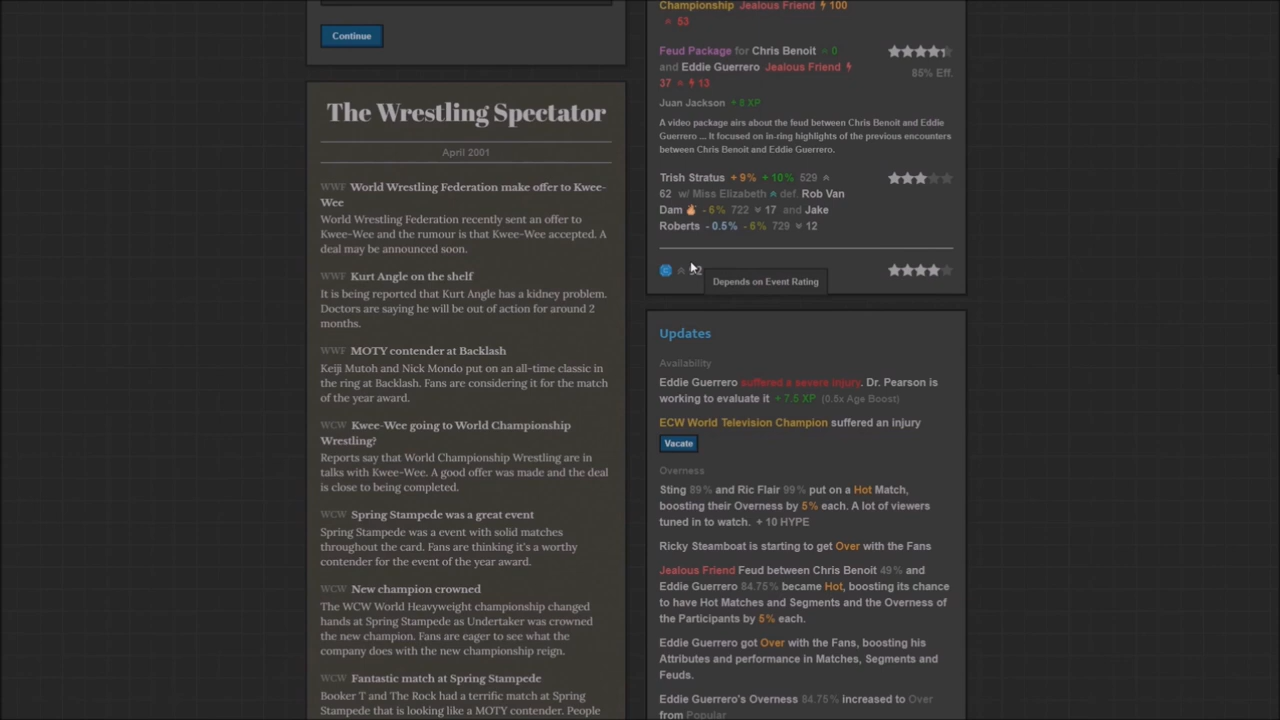 Continue
The Wrestling Spectator
April 2001
WWF World Wrestling Federation make offer to Kwee-
Wee
World Wrestling Federation recently sent an offer to
Kwee-Wee and the rumour is that Kwee-Wee accepted. A
deal may be announced soon.
WWF Kurt Angle on the shelf
It is being reported that Kurt Angle has a kidney problem.
Doctors are saying he will be out of action for around 2
months.
WWF MOTY contender at Backlash
Keiji Mutoh and Nick Mondo put on an all-time classic in
the ring at Backlash. Fans are considering it for the match
of the year award.
WCW Kwee-Wee going to World Championship
Wrestling?
Reports say that World Championship Wrestling are in
talks with Kwee-Wee. A good offer was made and the deal
is close to being completed.
WCW Spring Stampede was a great event
Spring Stampede was a event with solid matches
throughout the card. Fans are thinking it's a worthy
contender for the event of the year award.
WCW New champion crowned
The WCW World Heavyweight championship changed
hands at Spring Stampede as Undertaker was crowned
the new champion. Fans are eager to see what the
company does with the new championship reign.
WCW Fantastic match at Spring Stampede
Booker T and The Rock had a terrific match at Spring
Stampede that is looking like a MOTY contender. People
Championship Jealous Friend 100
53
Feud Package for Chris Benoit 0
and Eddie Guerrero Jealous Friend
37 13
85% Eff.
Juan Jackson + 8 XP
A video package airs about the feud between Chris Benoit and Eddie
Guerrero ... It focused on in-ring highlights of the previous encounters
between Chris Benoit and Eddie Guerrero.
Trish Stratus + 9% + 10% 529
62 w/ Miss Elizabeth def. Rob Van
Dam - 6% 722 17 and Jake
Roberts - 0.5% - 6% 729 12
C
Depends on Event Rating
Updates
Availability
Eddie Guerrero suffered a severe injury. Dr. Pearson is
working to evaluate it + 7.5 XP (0.5x Age Boost)
ECW World Television Champion suffered an injury
Vacate
Overness
Sting 89% and Ric Flair 99% put on a Hot Match,
boosting their Overness by 5% each. A lot of viewers
tuned in to watch. + 10 HYPE
Ricky Steamboat is starting to get Over with the Fans
Jealous Friend Feud between Chris Benoit 49% and
Eddie Guerrero 84.75% became Hot, boosting its chance
to have Hot Matches and Segments and the Overness of
the Participants by 5% each.
Eddie Guerrero got Over with the Fans, boosting his
Attributes and performance in Matches, Segments and
Feuds.
Eddie Guerrero's Overness 84.75% increased to Over
from Popular